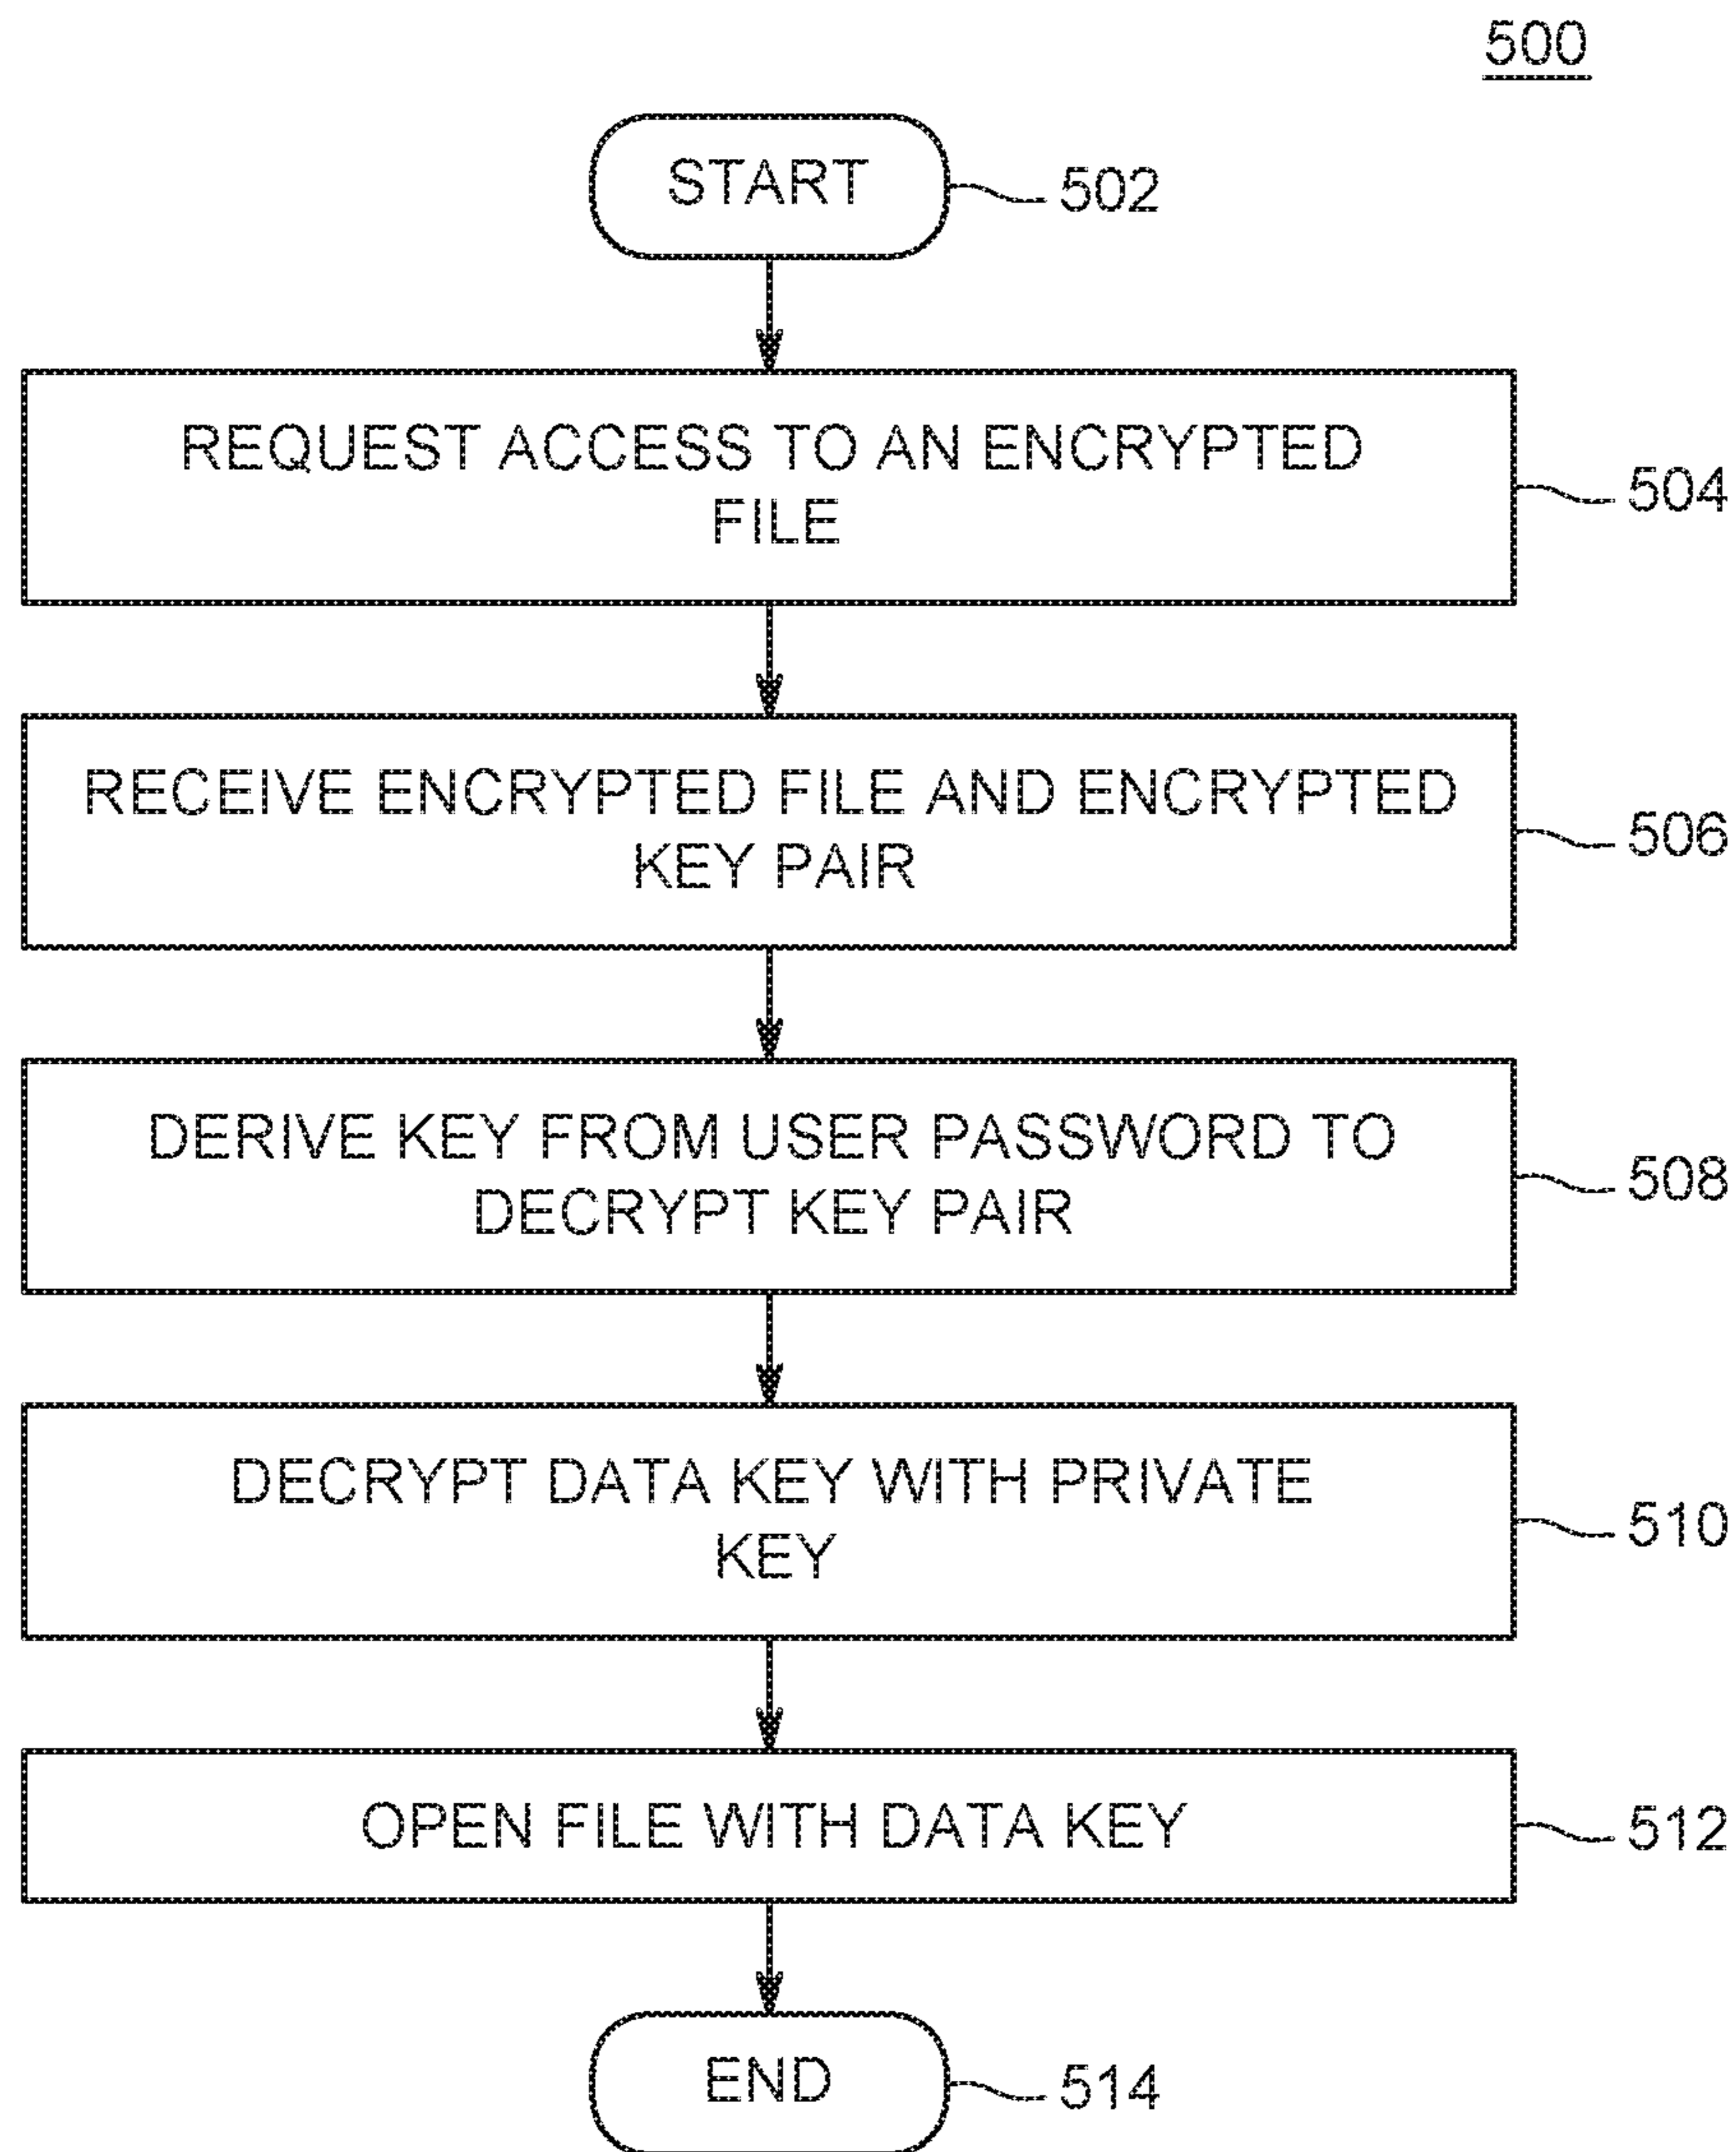 500
START
502
REQUEST ACCESS TO AN ENCRYPTED
FILE
504
RECEIVE ENCRYPTED FILE AND ENCRYPTED
KEY PAIR
506
DERIVE KEY FROM USER PASSWORD TO
DECRYPT KEY PAIR
508
DECRYPT DATA KEY WITH PRIVATE
KEY
510
OPEN FILE WITH DATA KEY
512
END
514